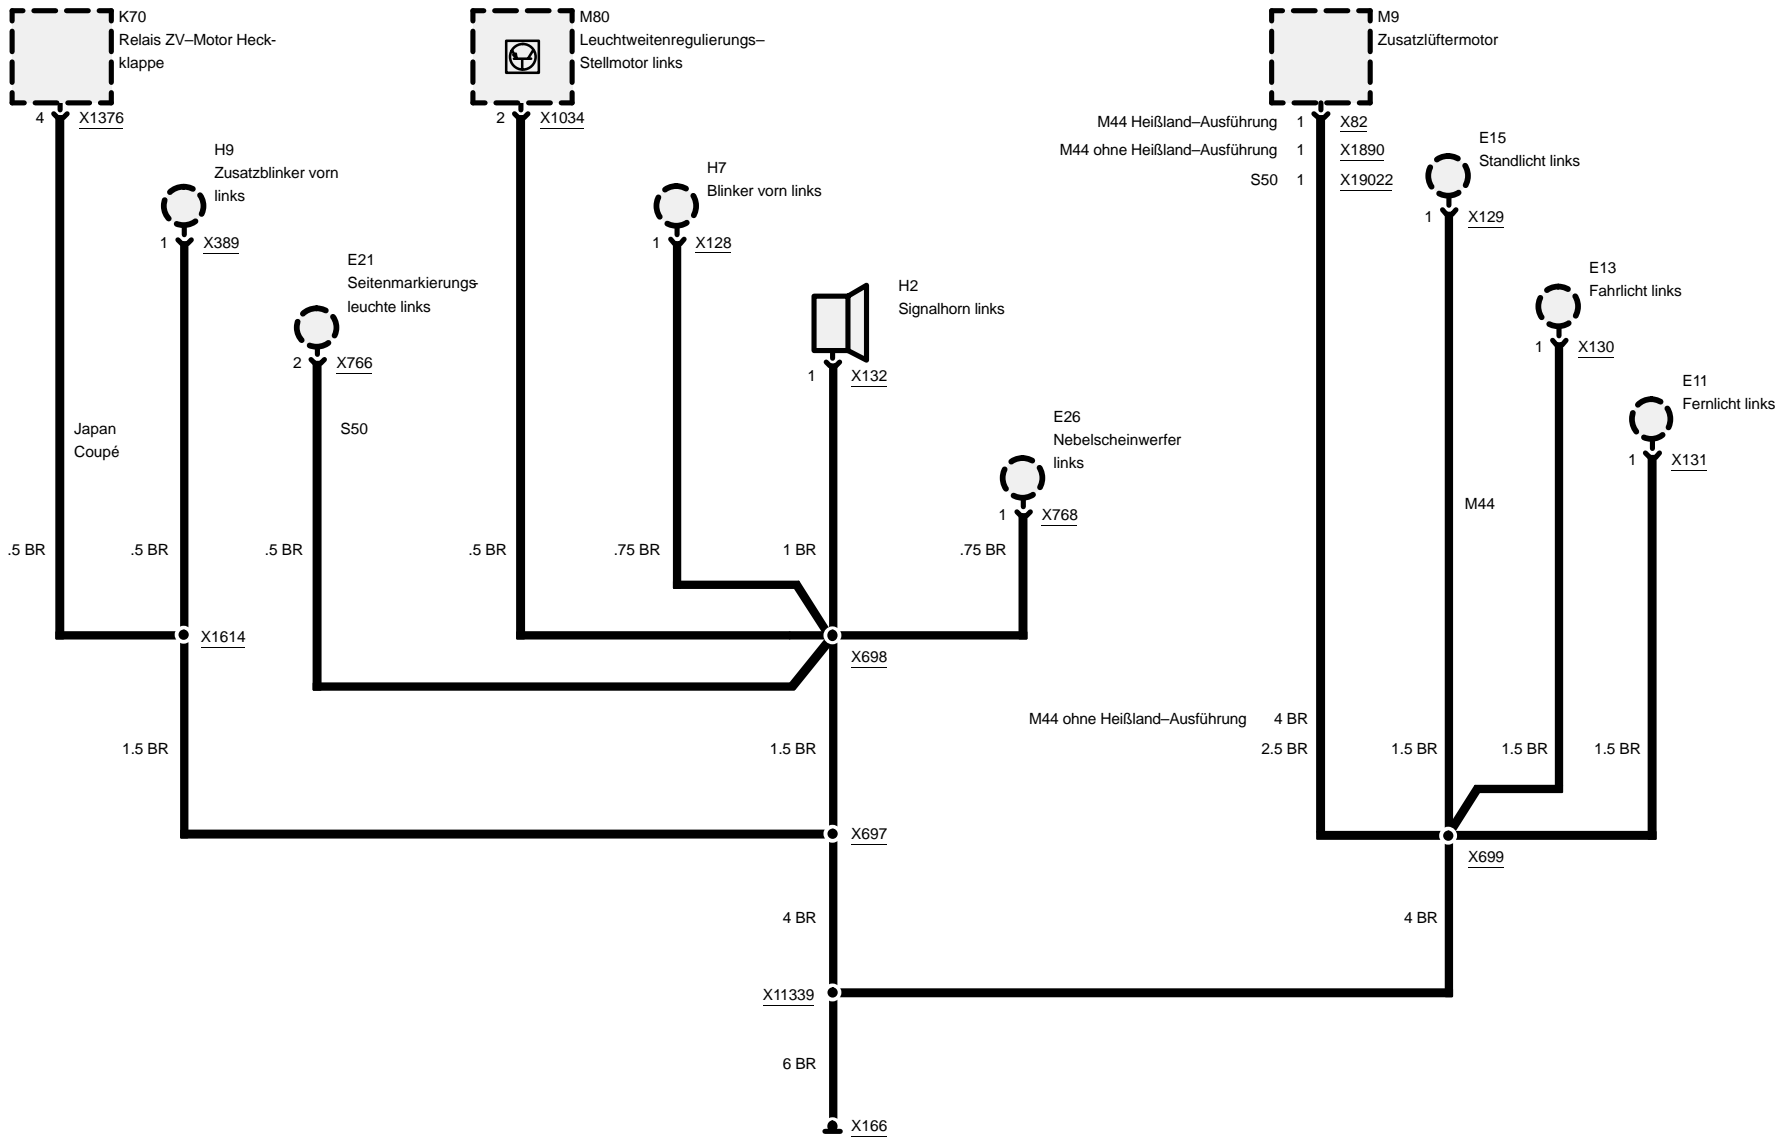 K70
Relais ZV–Motor Heck-
klappe
4 X1376
M80
Leuchtweitenregulierungs–
Stellmotor links
2 X1034
M9
Zusatzlüftermotor
M44 Heißland–Ausführung 1 X82
M44 ohne Heißland–Ausführung 1 X1890
S50 1 X19022
H9
Zusatzblinker vorn
links
1 X389
H7
Blinker vorn links
1 X128
E15
Standlicht links
1 X129
E21
Seitenmarkierungs-
leuchte links
2 X766
H2
Signalhorn links
1 X132
E13
Fahrlicht links
1 X130
E11
Fernlicht links
1 X131
Japan
Coupé
S50
E26
Nebelscheinwerfer
links
1 X768
M44
.5 BR
.5 BR
.5 BR
.5 BR
.75 BR
1 BR
.75 BR
X1614
X698
M44 ohne Heißland–Ausführung 4 BR
1.5 BR
1.5 BR
2.5 BR
1.5 BR
1.5 BR
1.5 BR
X697
X699
4 BR
4 BR
X11339
6 BR
X166